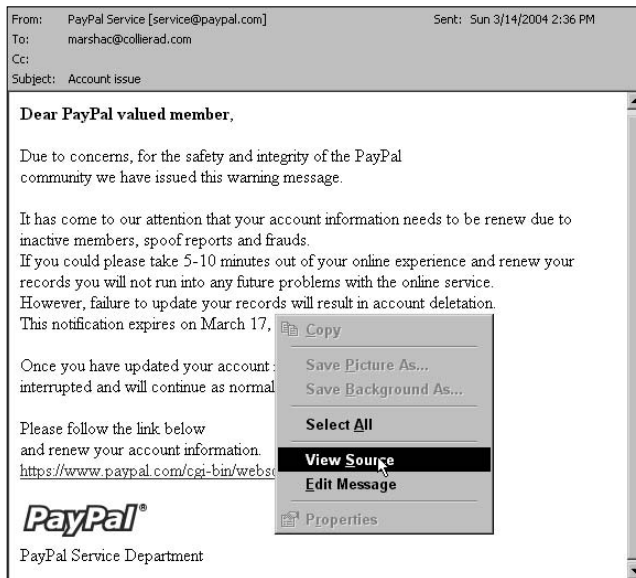 From: PayPal Service [service@paypal.com] Sent: Sun 3/14/2004 2:36 PM
To: marshac@collierad.com
Cc:
Subject: Account issue
Dear PayPal valued member,
Due to concerns, for the safety and integrity of the PayPal
community we have issued this warning message.
It has come to our attention that your account information needs to be renew due to
inactive members, spoof reports and frauds.
If you could please take 5-10 minutes out of your online experience and renew your
records you will not run into any future problems with the online service.
However, failure to update your records will result in account deletation.
This notification expires on March 17,
Once you have updated your account
interrupted and will continue as normal
Please follow the link below
and renew your account information.
https://www.paypal.com/cgi-bin/websc
Copy
Save Picture As...
Save Background As...
Select All
View Source
Edit Message
Properties
PayPal®
PayPal Service Department